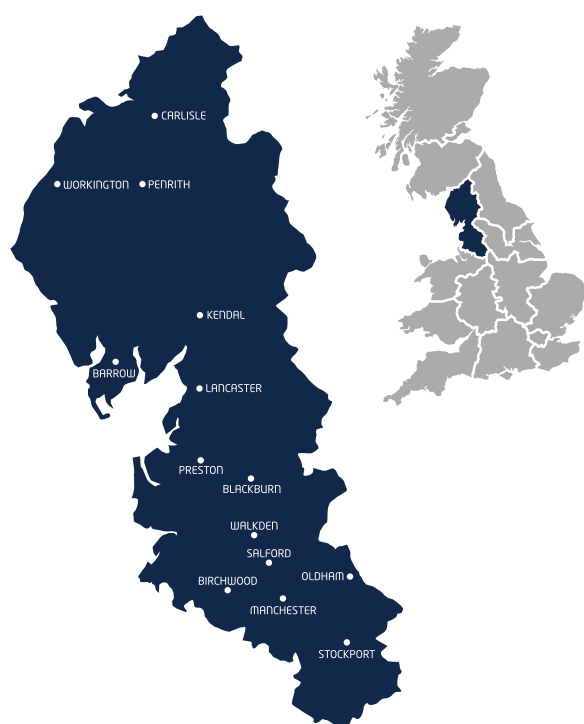 CARLISLE
WORKINGTON
PENRITH
KENDAL
BARROW
LANCASTER
PRESTON
BLACKBURN
WALKDEN
SALFORD
OLDHAM
BIRCHWOOD
MANCHESTER
STOCKPORT